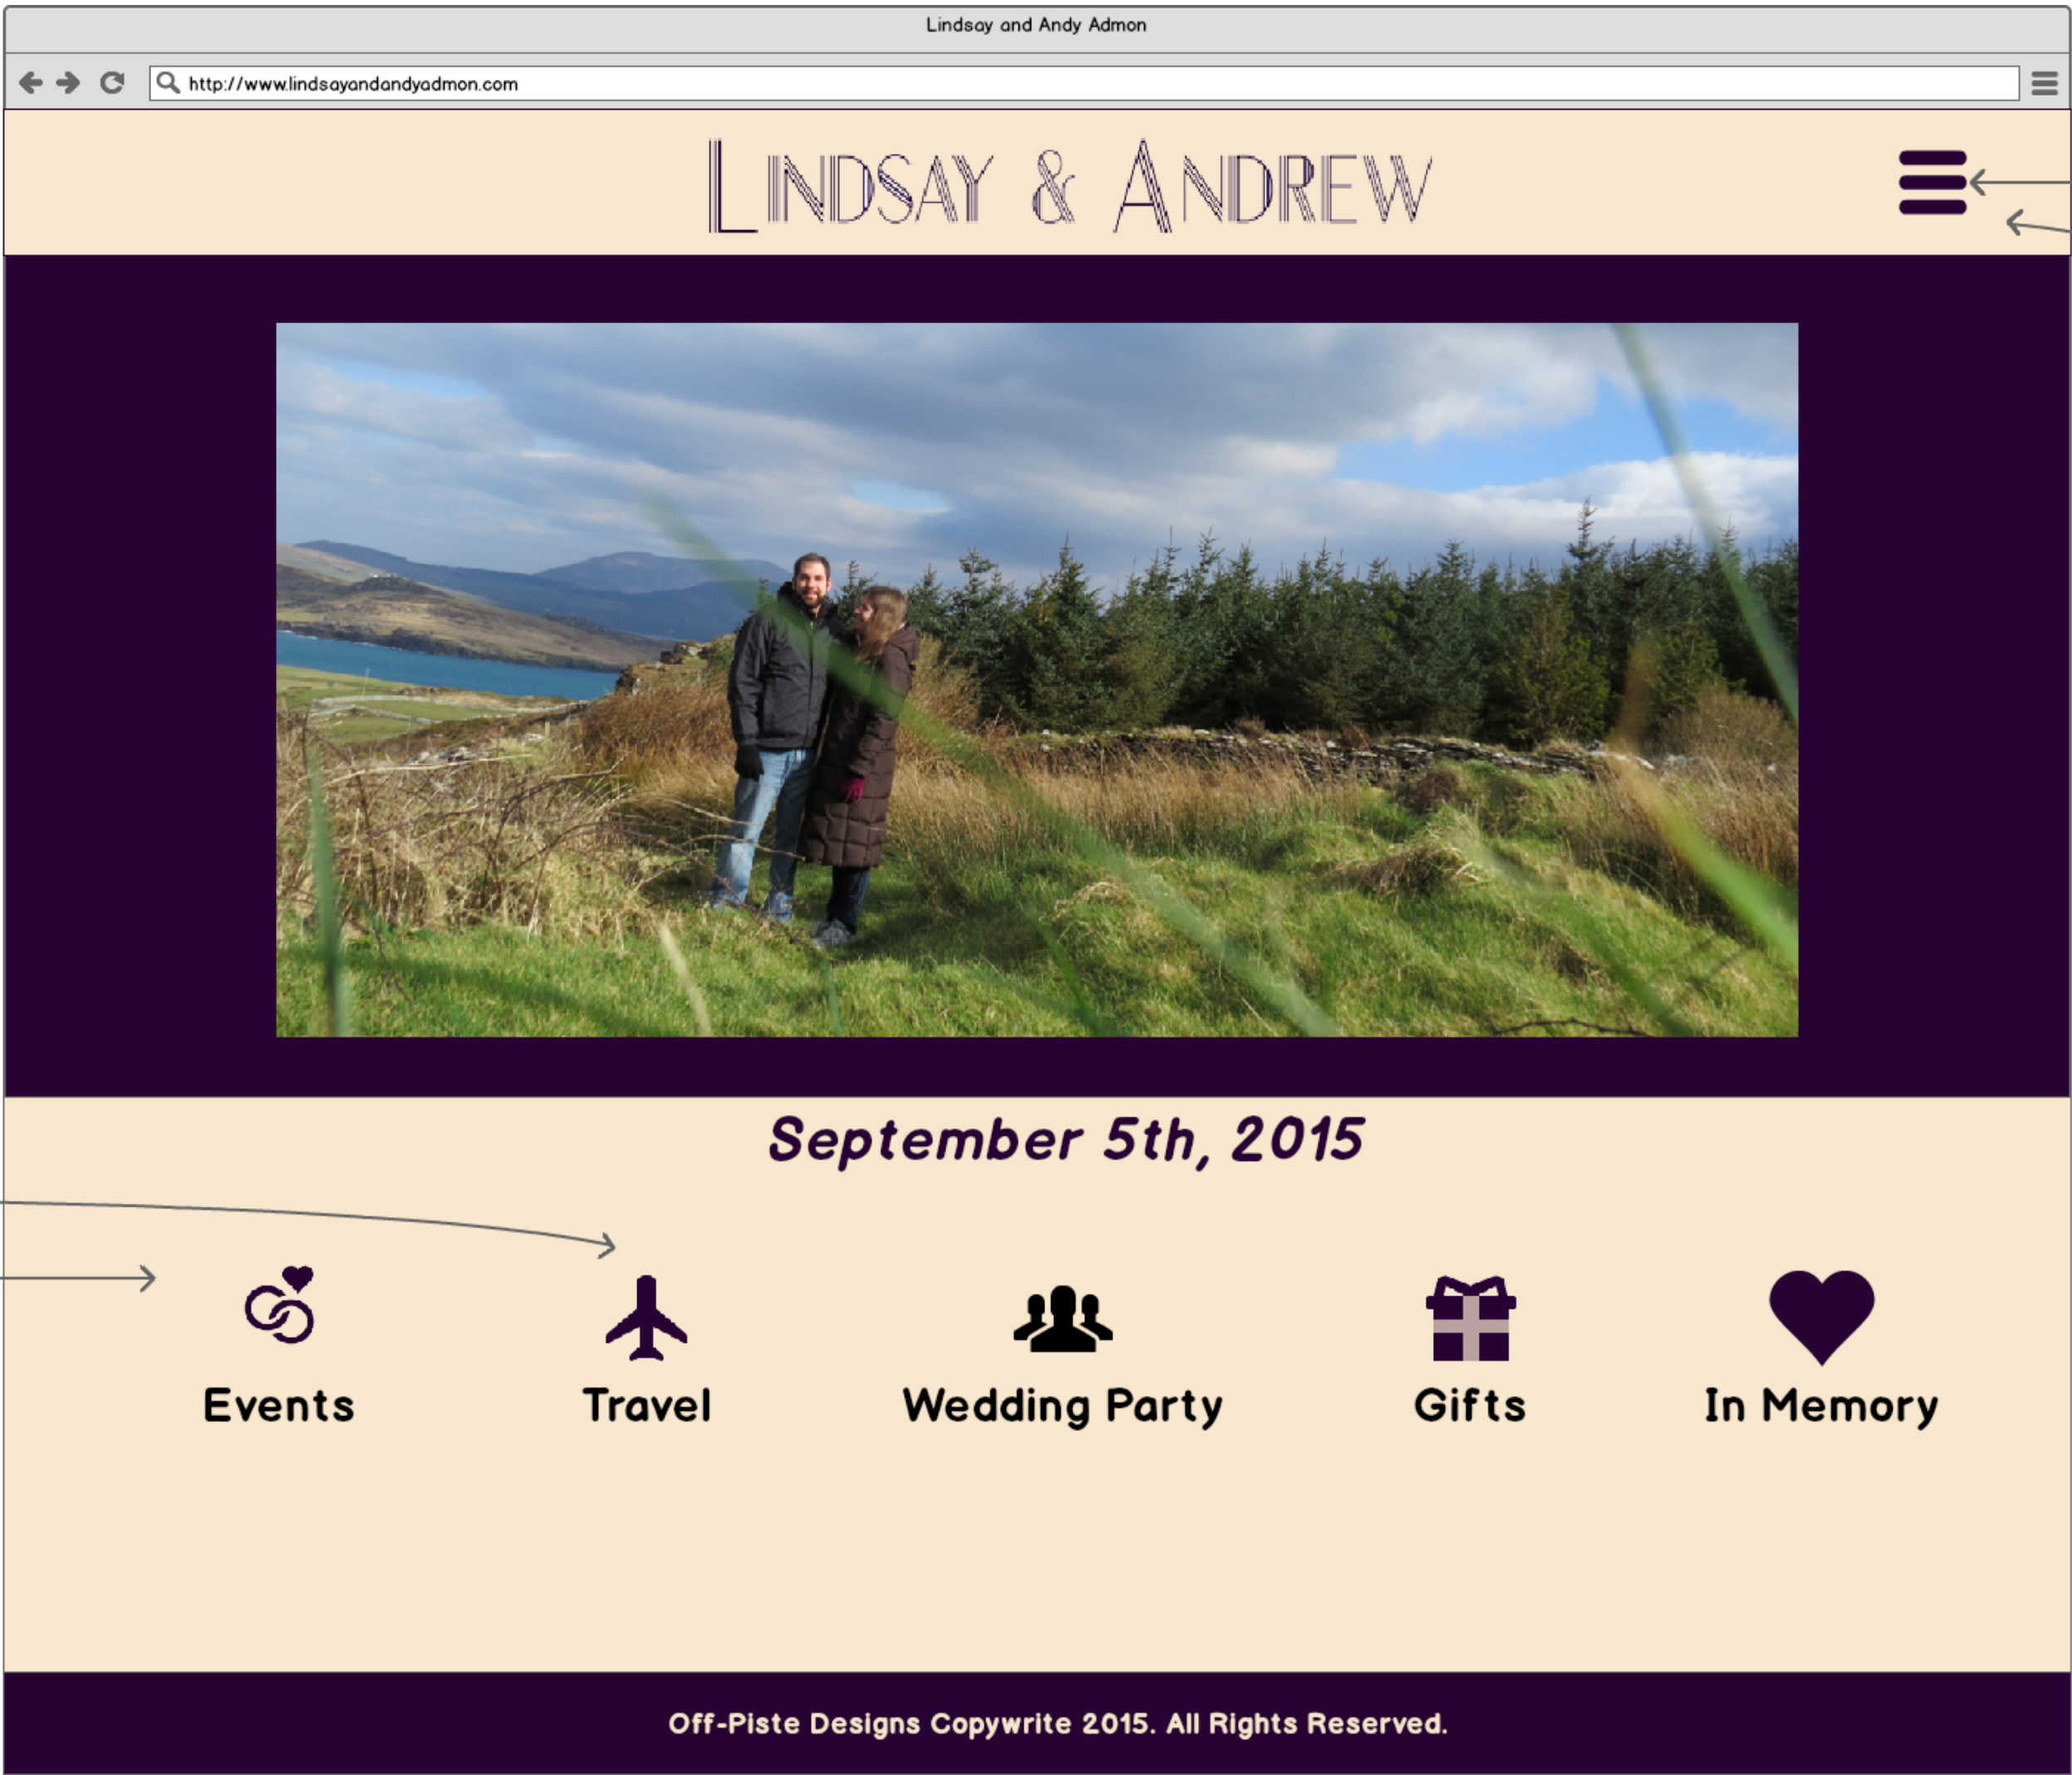 Lindsay and Andy Admon
http://www.lindsayandandyadmon.com
LINDSAY & ANDREW
September 5th, 2015
Events
Travel
Wedding Party
Gifts
In Memory
Off-Piste Designs Copywrite 2015. All Rights Reserved.